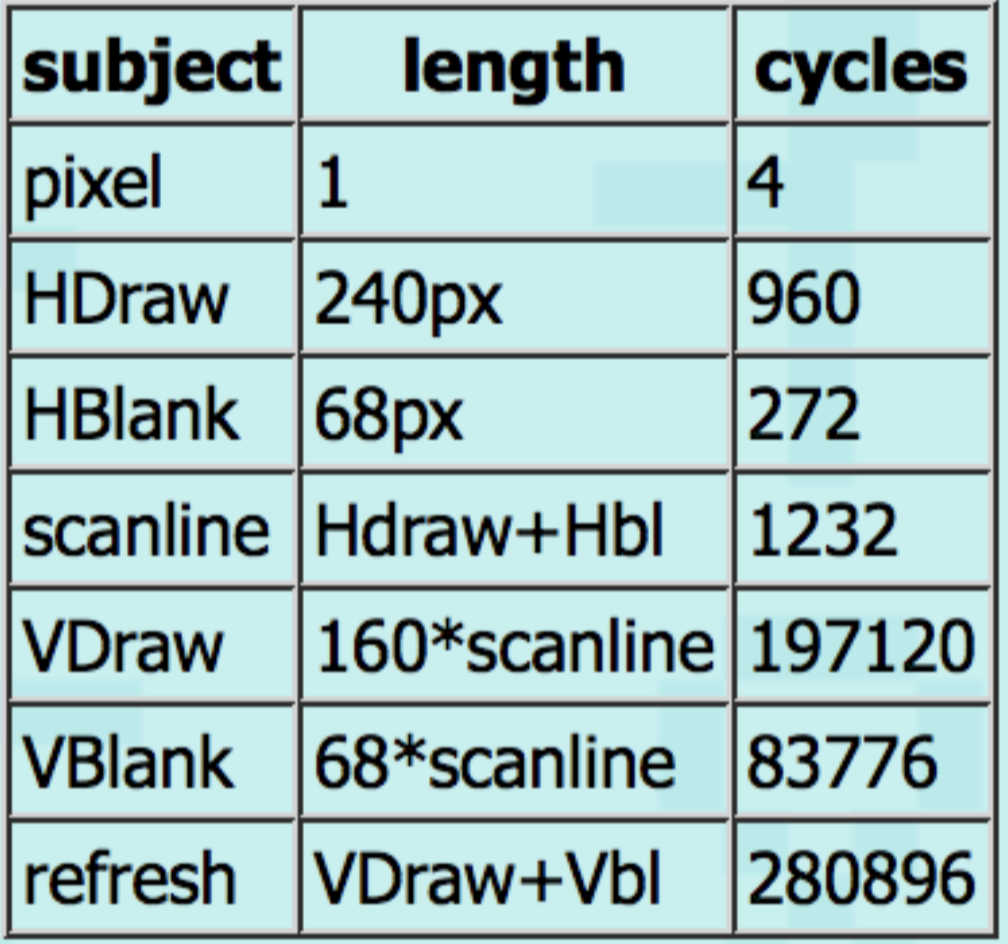 subject length cycles
pixel 1 4
HDraw 240px 960
HBlank 68px 272
scanline Hdraw+Hbl 1232
VDraw 160*scanline 197120
VBlank 68*scanline 83776
refresh VDraw+Vbl 280896